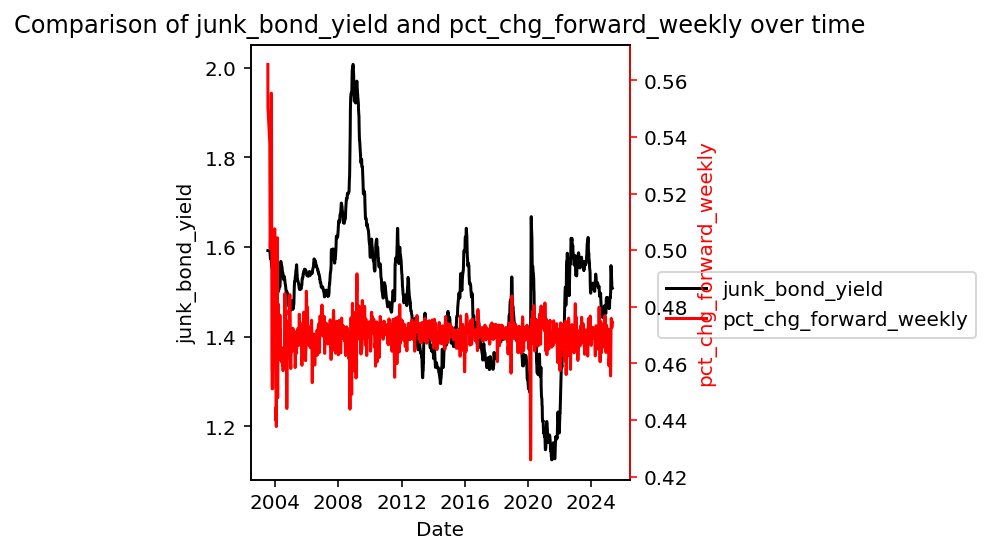 Comparison of junk_bond_yield and pct_chg_forward_weekly over time
junk_bond_yield
2.0
1.8
1.6
1.4
1.2
0.56
0.54
0.52
0.50
0.48
0.46
0.44
0.42
pct_chg_forward_weekly
junk_bond_yield
pct_chg_forward_weekly
2004 2008 2012 2016 2020 2024
Date